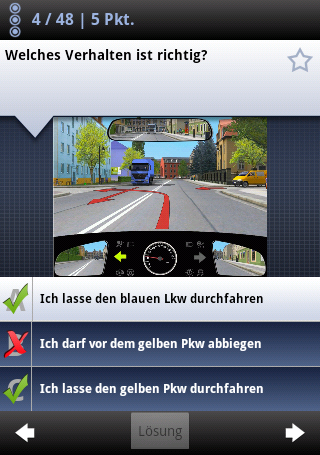 4 / 48 | 5 Pkt.
Welches Verhalten ist richtig?
Ich lasse den blauen Lkw durchfahren
Ich darf vor dem gelben Pkw abbiegen
Ich lasse den gelben Pkw durchfahren
Lösung